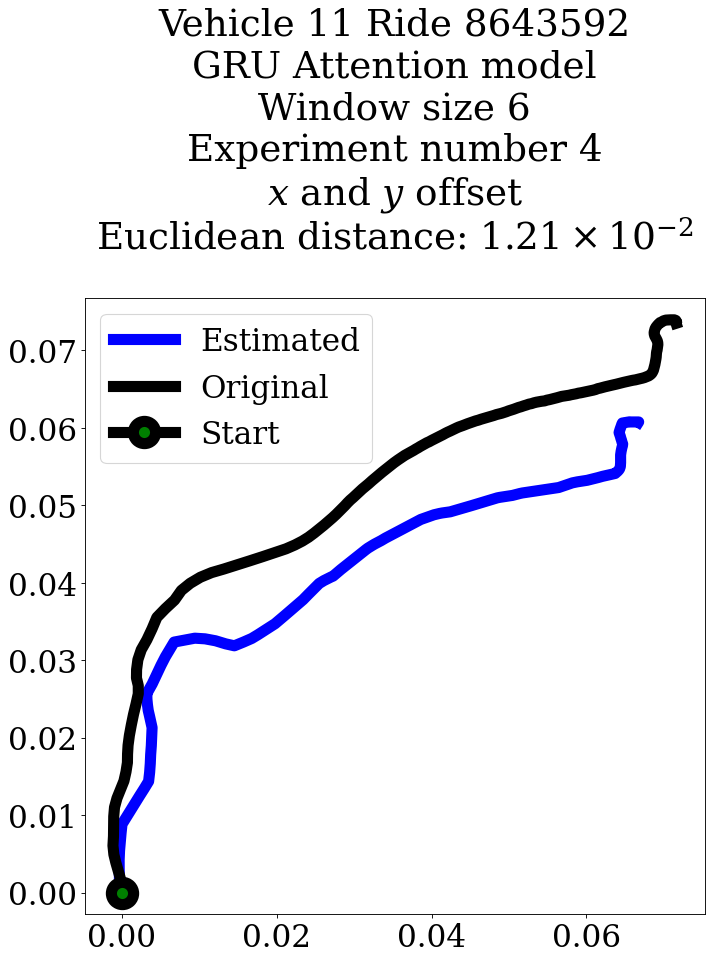 Vehicle 11 Ride 8643592
GRU Attention model
Window size 6
Experiment number 4
x and y offset
Euclidean distance: 1.21 × 10⁻²
Estimated
Original
Start
0.07
0.06
0.05
0.04
0.03
0.02
0.01
0.00
0.00 0.02 0.04 0.06